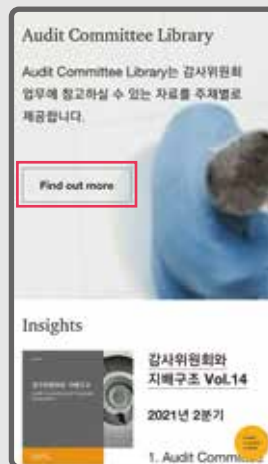 Audit Committee Library
Audit Committee Library는 감사위원회
업무에 참고하실 수 있는 자료를 주제별로
제공합니다.
Find out more
Insights
감사위원회와
지배구조 Vol.14
2021년 2분기
1. Audit Committee